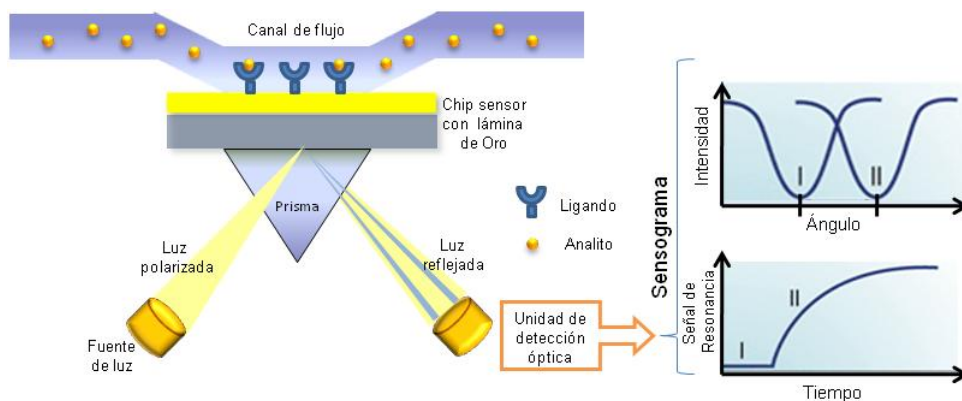 Canal de flujo
Chip sensor
con lámina
de Oro
Prisma
Ligando
Analito
Luz
polarizada
Luz
reflejada
Fuente
de luz
Unidad de
detección
óptica
Sensograma
Intensidad
I
II
Ángulo
Señal de
Resonancia
I
II
Tiempo